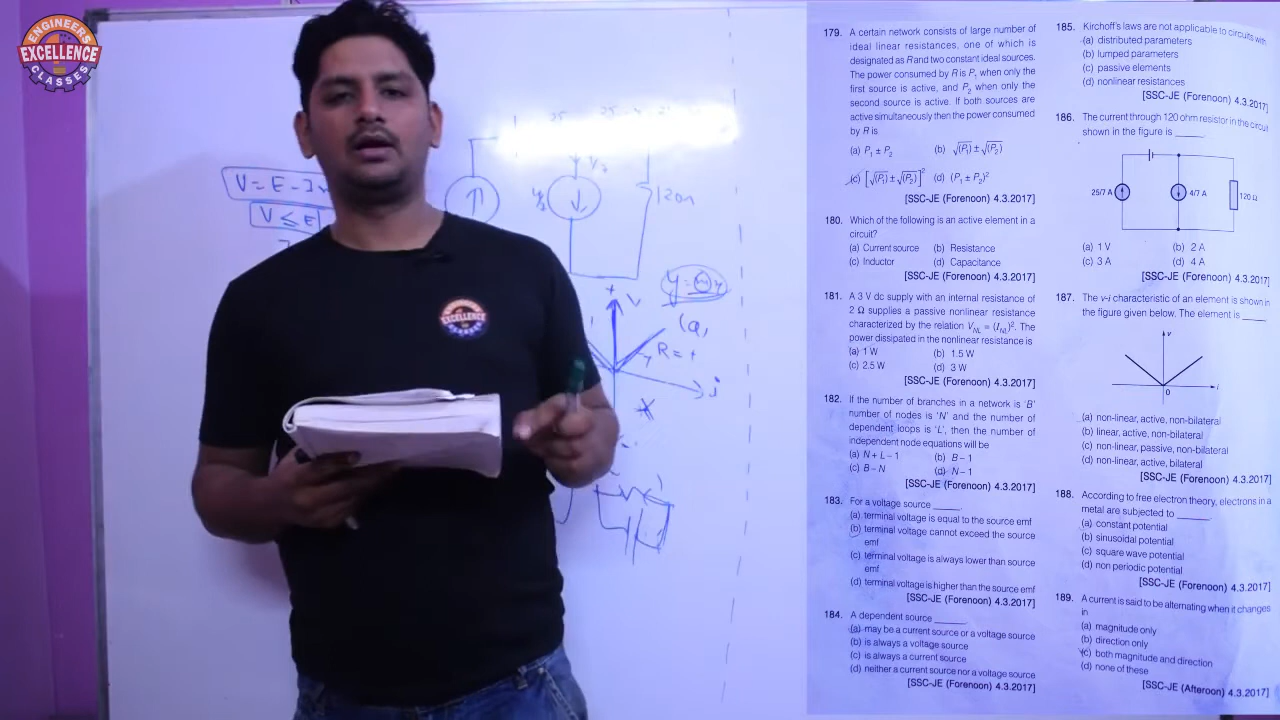 ENGINEERS
EXCELLENCE
CLASSES
V = E -
V ≤ E
120Ω
V
R = +
i
EXCELLENCE
179. A certain network consists of large number of
ideal linear resistances, one of which is
designated as R and two constant ideal sources.
The power consumed by R is P₁ when only the
first source is active, and P₂ when only the
second source is active. If both sources are
active simultaneously then the power consumed
by R is
(a) P₁ ± P₂ (b) √(P₁) ± √(P₂)
(c) [√(P₁) ± √(P₂)]² (d) (P₁ ± P₂)²
[SSC-JE (Forenoon) 4.3.2017]
180. Which of the following is an active element in a
circuit?
(a) Current source (b) Resistance
(c) Inductor (d) Capacitance
[SSC-JE (Forenoon) 4.3.2017]
181. A 3 V dc supply with an internal resistance of
2 Ω supplies a passive nonlinear resistance
characterized by the relation V_NL = (I_NL)². The
power dissipated in the nonlinear resistance is
(a) 1 W (b) 1.5 W
(c) 2.5 W (d) 3 W
[SSC-JE (Forenoon) 4.3.2017]
182. If the number of branches in a network is 'B'
number of nodes is 'N' and the number of
dependent loops is 'L', then the number of
independent node equations will be
(a) N + L – 1 (b) B – 1
(c) B – N (d) N – 1
[SSC-JE (Forenoon) 4.3.2017]
183. For a voltage source _____.
(a) terminal voltage is equal to the source emf
(b) terminal voltage cannot exceed the source
emf
(c) terminal voltage is always lower than source
emf
(d) terminal voltage is higher than the source emf
[SSC-JE (Forenoon) 4.3.2017]
184. A dependent source ______
(a) may be a current source or a voltage source
(b) is always a voltage source
(c) is always a current source
(d) neither a current source nor a voltage source
[SSC-JE (Forenoon) 4.3.2017]
185. Kirchoff's laws are not applicable to circuits with
(a) distributed parameters
(b) lumped parameters
(c) passive elements
(d) nonlinear resistances
[SSC-JE (Forenoon) 4.3.2017]
186. The current through 120 ohm resistor in the circuit
shown in the figure is _____.
25/7 A 4/7 A 120 Ω
(a) 1 V (b) 2 A
(c) 3 A (d) 4 A
[SSC-JE (Forenoon) 4.3.2017]
187. The v-i characteristic of an element is shown in
the figure given below. The element is ____
v
i
0
(a) non-linear, active, non-bilateral
(b) linear, active, non-bilateral
(c) non-linear, passive, non-bilateral
(d) non-linear, active, bilateral
[SSC-JE (Forenoon) 4.3.2017]
188. According to free electron theory, electrons in a
metal are subjected to ______.
(a) constant potential
(b) sinusoidal potential
(c) square wave potential
(d) non periodic potential
[SSC-JE (Forenoon) 4.3.2017]
189. A current is said to be alternating when it changes
in
(a) magnitude only
(b) direction only
(c) both magnitude and direction
(d) none of these
[SSC-JE (Afteroon) 4.3.2017]